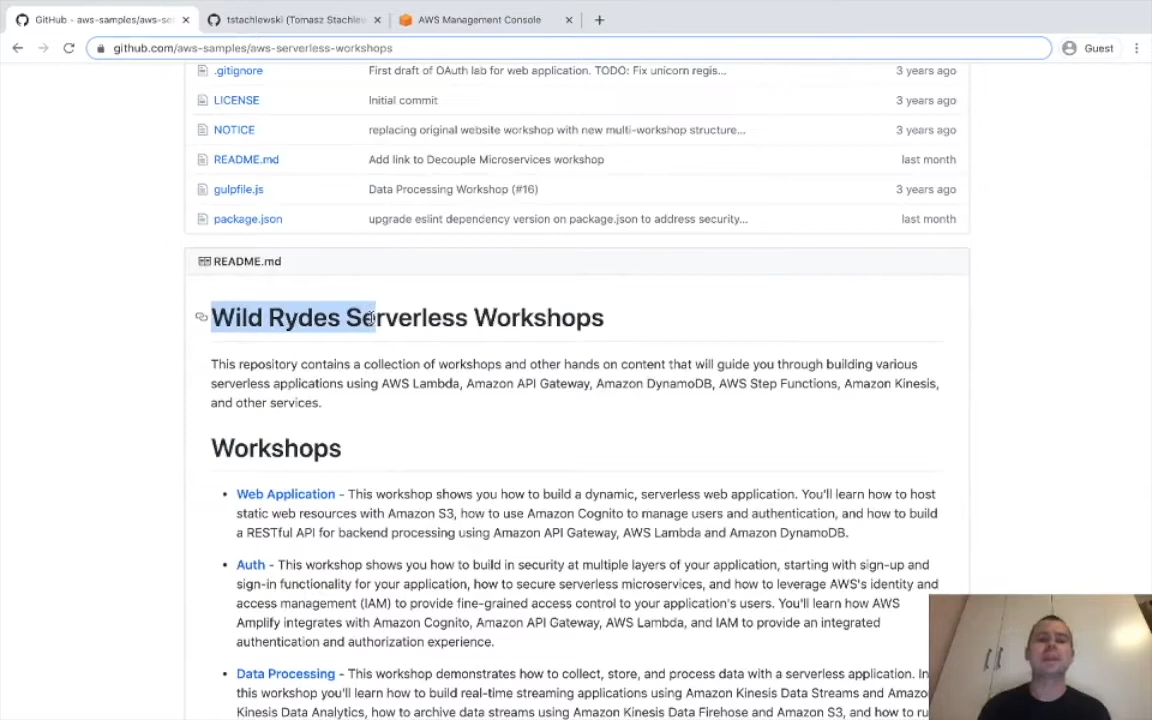 GitHub - aws-samples/aws-se
tstachlewski (Tomasz Stachlew
AWS Management Console
github.com/aws-samples/aws-serverless-workshops
Guest
.gitignore First draft of OAuth lab for web application. TODO: Fix unicorn regis... 3 years ago
LICENSE Initial commit 3 years ago
NOTICE replacing original website workshop with new multi-workshop structure... 3 years ago
README.md Add link to Decouple Microservices workshop last month
gulpfile.js Data Processing Workshop (#16) 3 years ago
package.json upgrade eslint dependency version on package.json to address security... last month
README.md
Wild Rydes Serverless Workshops
This repository contains a collection of workshops and other hands on content that will guide you through building various
serverless applications using AWS Lambda, Amazon API Gateway, Amazon DynamoDB, AWS Step Functions, Amazon Kinesis,
and other services.
Workshops
• Web Application - This workshop shows you how to build a dynamic, serverless web application. You'll learn how to host
static web resources with Amazon S3, how to use Amazon Cognito to manage users and authentication, and how to build
a RESTful API for backend processing using Amazon API Gateway, AWS Lambda and Amazon DynamoDB.
• Auth - This workshop shows you how to build in security at multiple layers of your application, starting with sign-up and
sign-in functionality for your application, how to secure serverless microservices, and how to leverage AWS's identity and
access management (IAM) to provide fine-grained access control to your application's users. You'll learn how AWS
Amplify integrates with Amazon Cognito, Amazon API Gateway, AWS Lambda, and IAM to provide an integrated
authentication and authorization experience.
• Data Processing - This workshop demonstrates how to collect, store, and process data with a serverless application. In
this workshop you'll learn how to build real-time streaming applications using Amazon Kinesis Data Streams and Amazo
Kinesis Data Analytics, how to archive data streams using Amazon Kinesis Data Firehose and Amazon S3, and how to ru